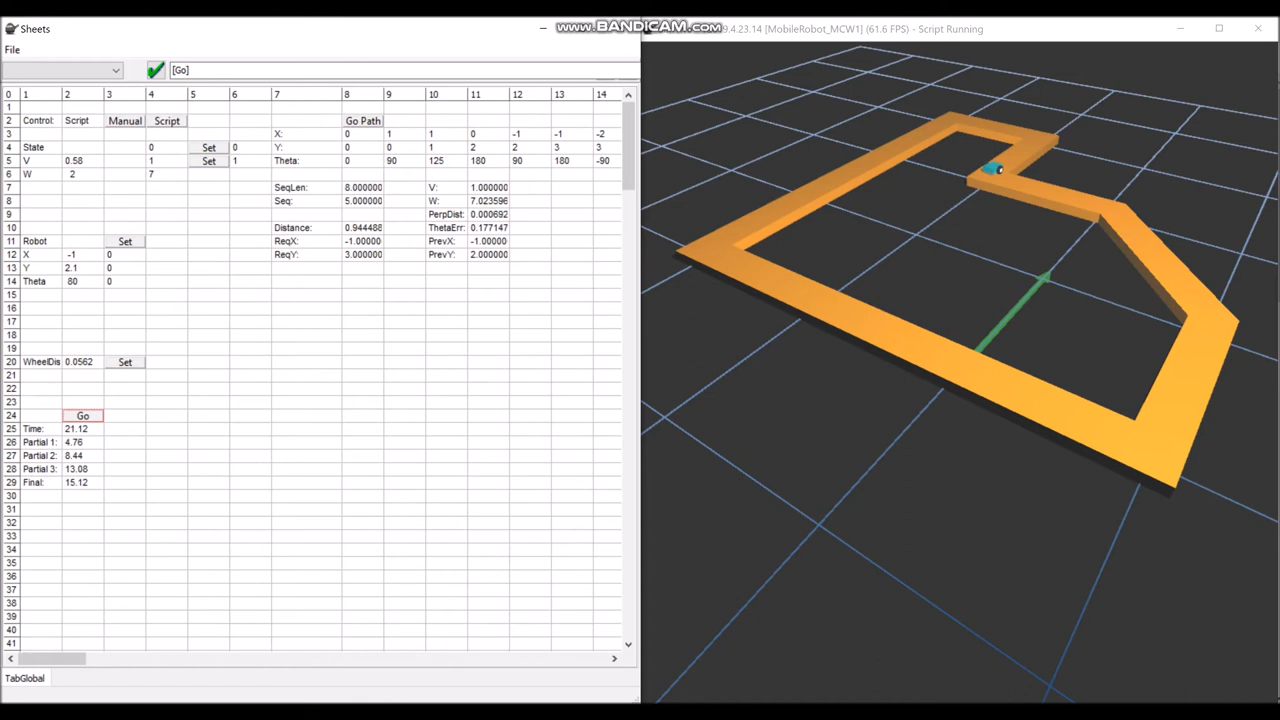 Sheets
www.BANDICAM.com
9.4.23.14 [MobileRobot_MCW1] (61.6 FPS) - Script Running
File
[Go]
0 1 2 3 4 5 6 7 8 9 10 11 12 13 14
1
2 Control: Script Manual Script Go Path
3 X: 0 1 1 0 -1 -1 -2
4 State 0 Set 0 Y: 0 0 1 2 2 3 3
5 V 0.58 1 Set 1 Theta: 0 90 125 180 90 180 -90
6 W 2 7
7 SeqLen: 8.000000 V: 1.000000
8 Seq: 5.000000 W: 7.023596
9 PerpDist: 0.000692
10 Distance: 0.944488 ThetaErr: 0.177147
11 Robot Set ReqX: -1.00000 PrevX: -1.00000
12 X -1 0 ReqY: 3.000000 PrevY: 2.000000
13 Y 2.1 0
14 Theta 80 0
15
16
17
18
19
20 WheelDis 0.0562 Set
21
22
23
24 Go
25 Time: 21.12
26 Partial 1: 4.76
27 Partial 2: 8.44
28 Partial 3: 13.08
29 Final: 15.12
30
31
32
33
34
35
36
37
38
39
40
41
TabGlobal